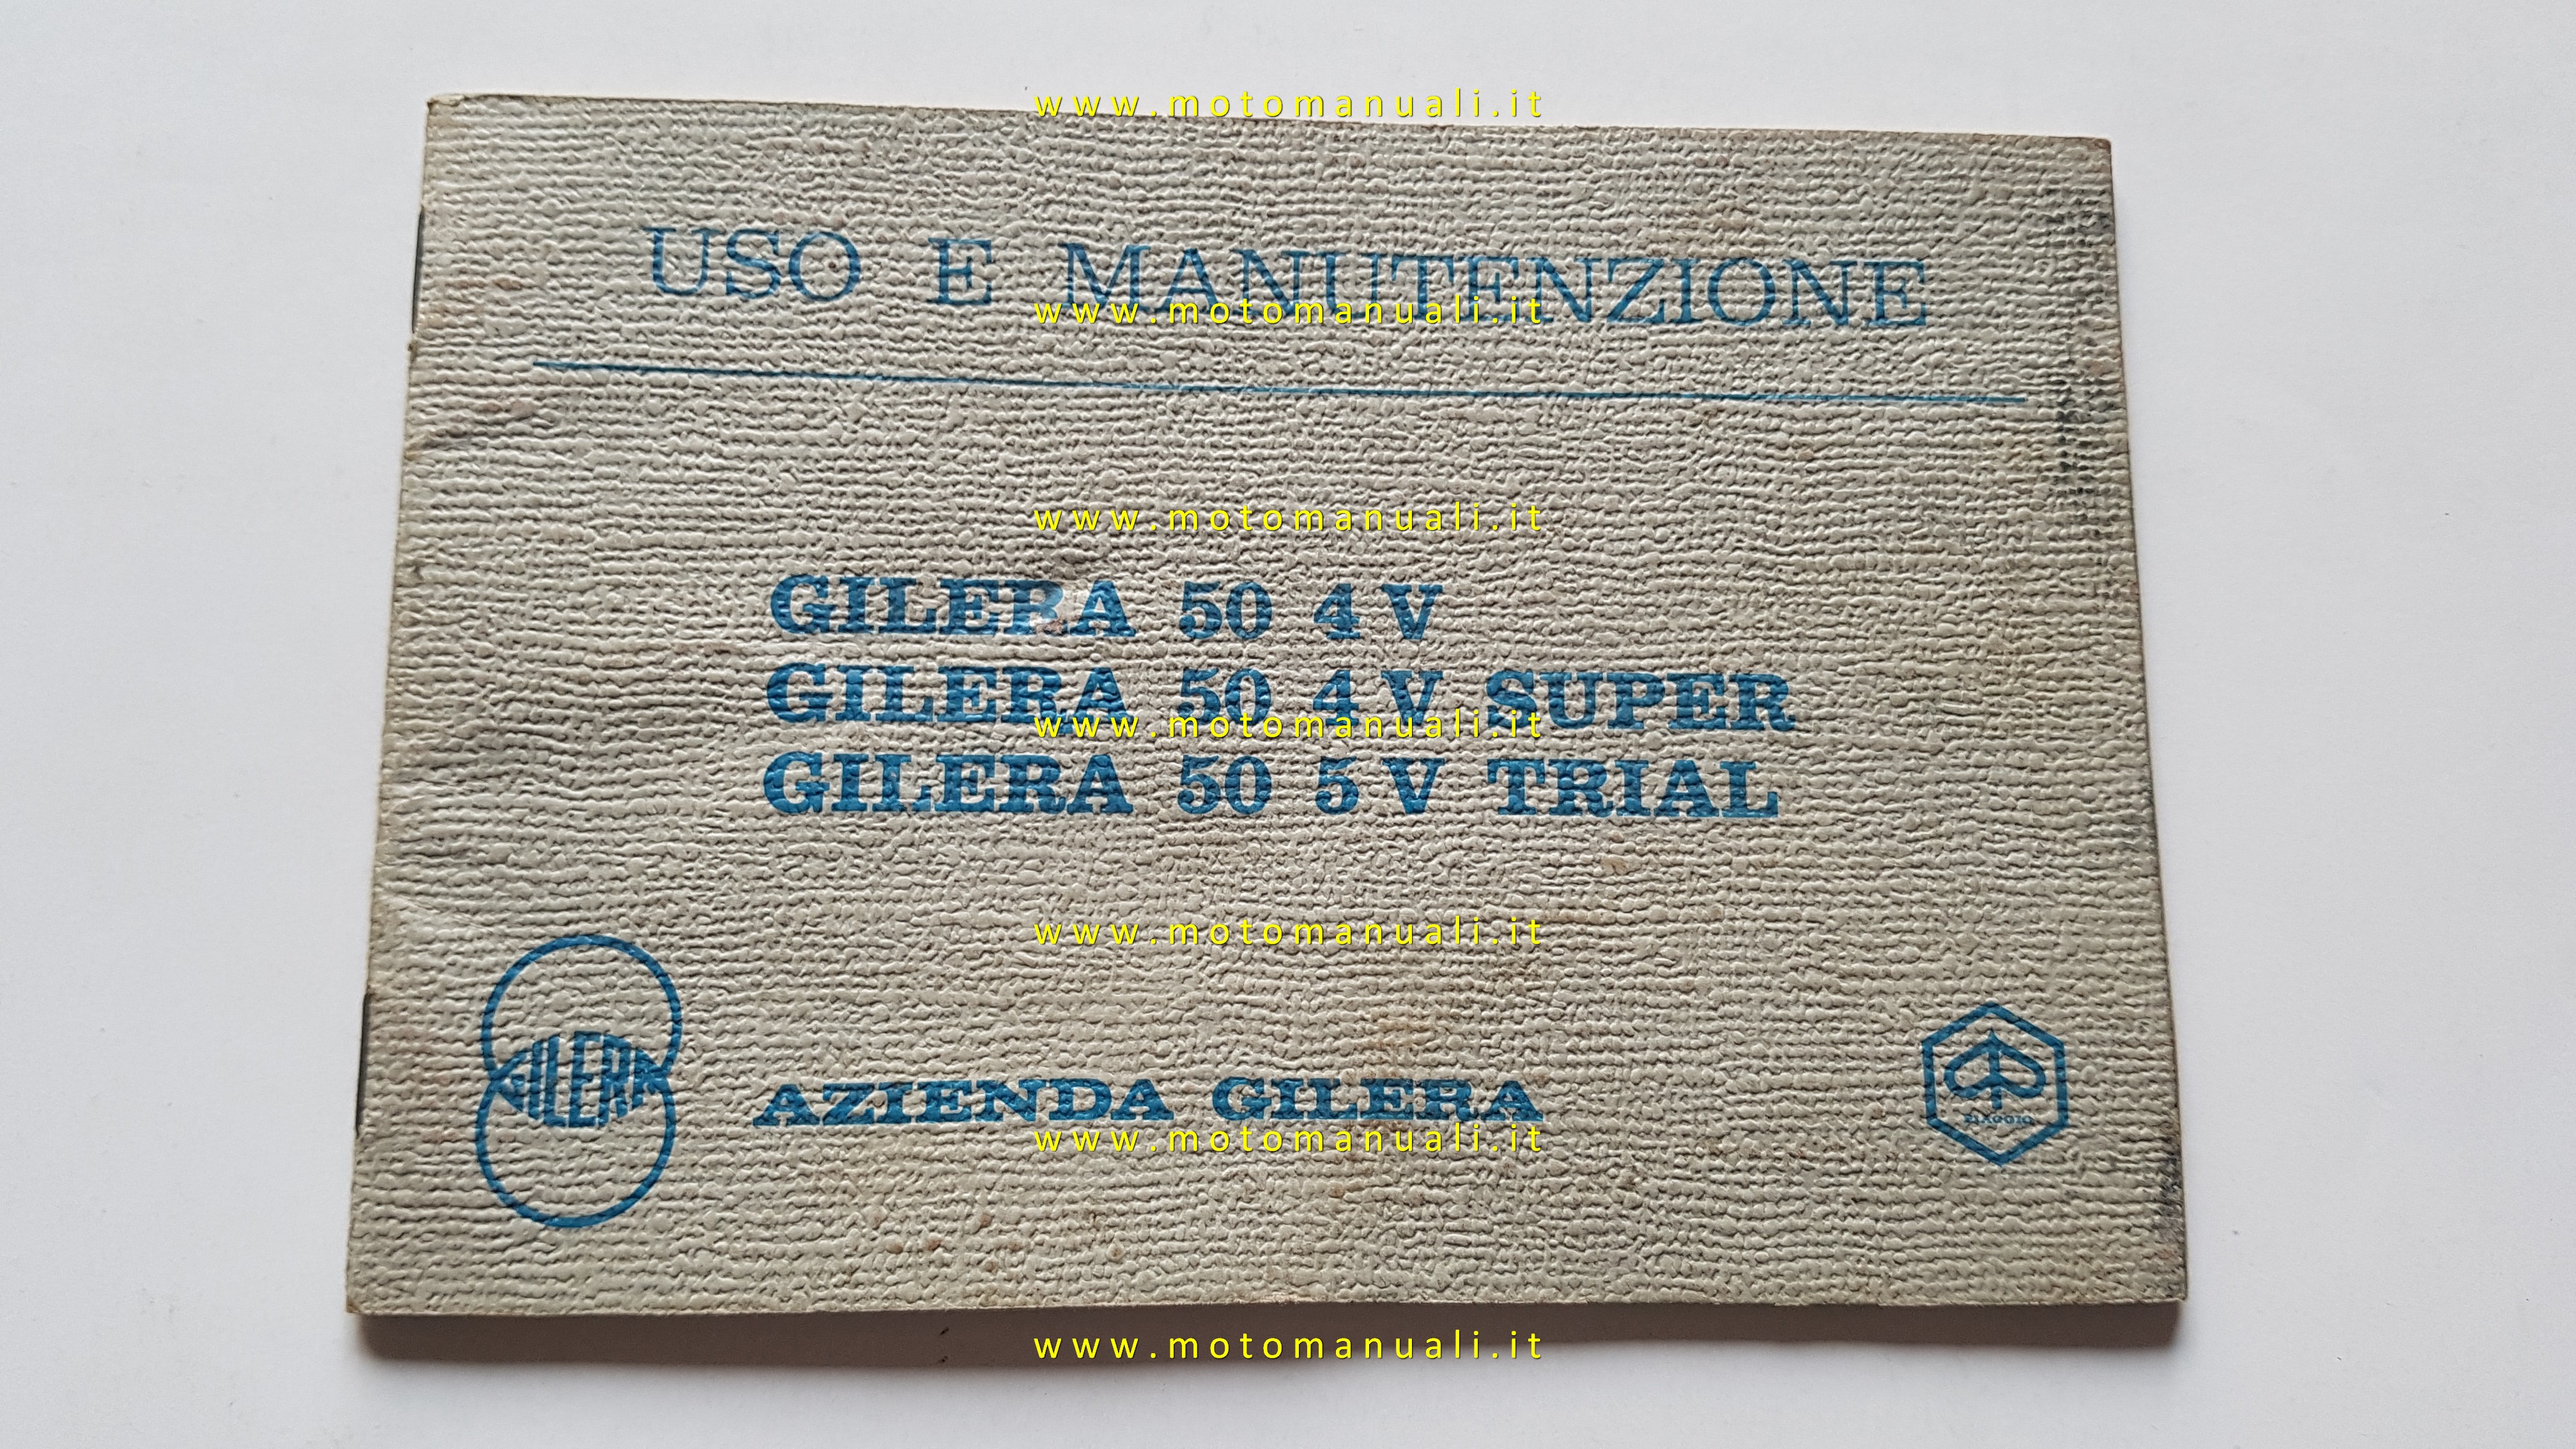 www.motomanuali.it
USO E MANUTENZIONE
www.motomanuali.it
www.motomanuali.it
GILERA 50 4 V
GILERA 50 4 V SUPER
www.motomanuali.it
GILERA 50 5 V TRIAL
www.motomanuali.it
GILERA
AZIENDA GILERA
PIAGGIO
www.motomanuali.it
www.motomanuali.it